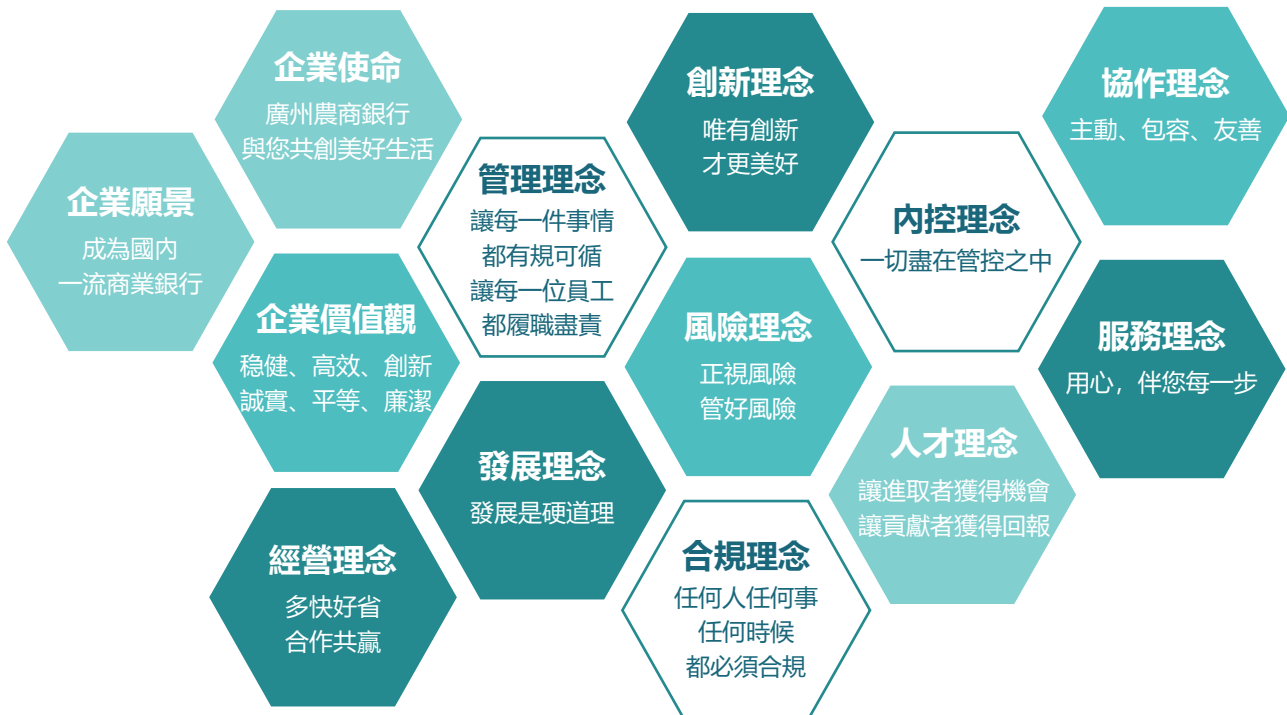 企業使命
廣州農商銀行
與您共創美好生活
創新理念
唯有創新
才更美好
協作理念
主動、包容、友善
企業願景
成為國內
一流商業銀行
管理理念
讓每一件事情
都有規可循
讓每一位員工
都履職盡責
內控理念
一切盡在管控之中
企業價值觀
稳健、高效、創新
誠實、平等、廉潔
風險理念
正視風險
管好風險
服務理念
用心，伴您每一步
發展理念
發展是硬道理
人才理念
讓進取者獲得機會
讓貢獻者獲得回報
經營理念
多快好省
合作共贏
合規理念
任何人任何事
任何時候
都必須合規